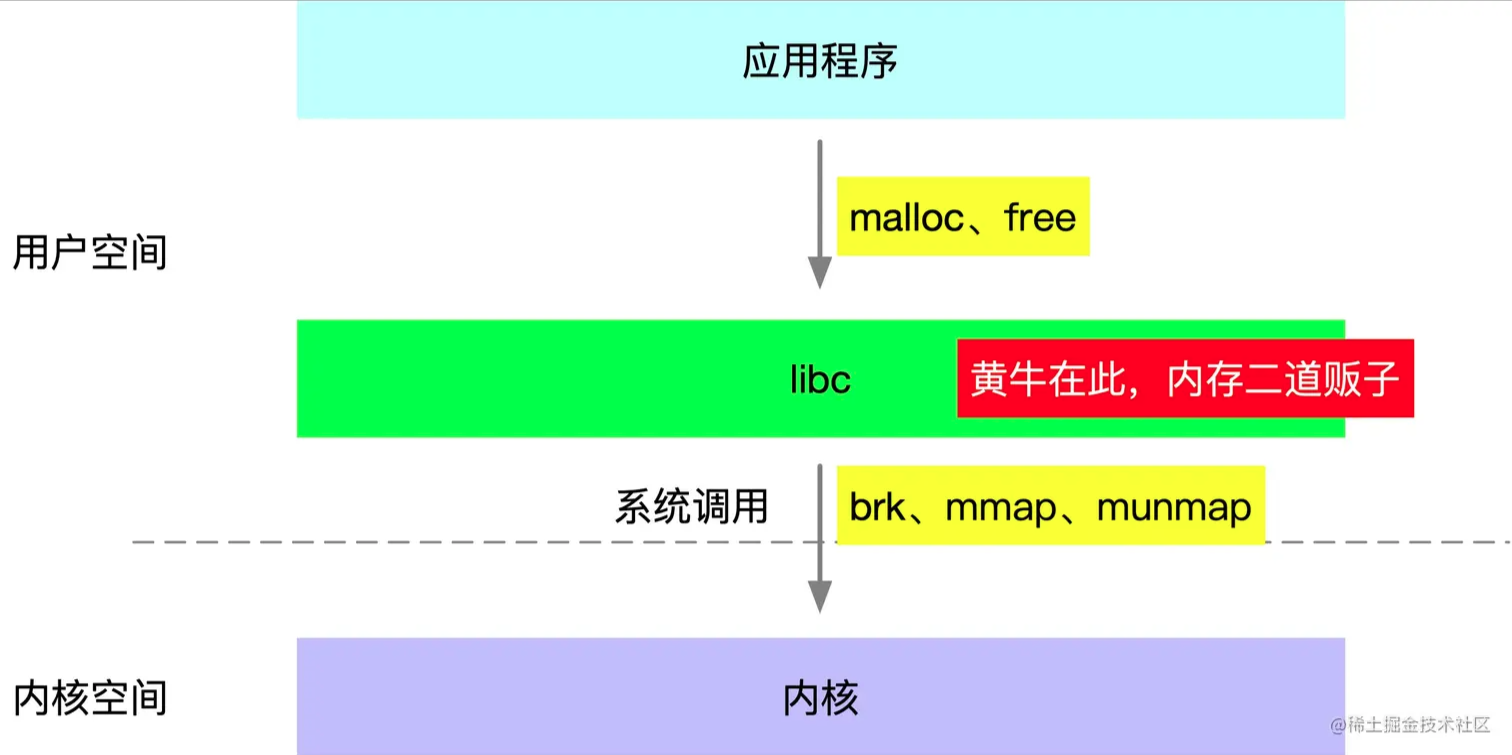 应用程序
malloc、free
用户空间
libc
黄牛在此，内存二道贩子
系统调用
brk、mmap、munmap
内核空间
内核
@稀土掘金技术社区